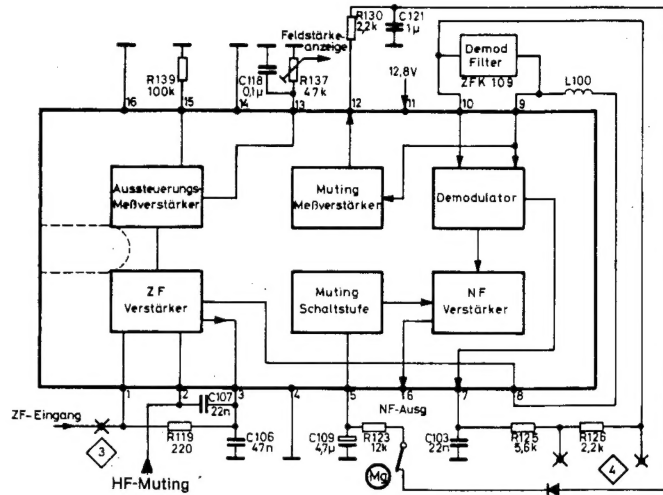 R130
2,2k
C121
1µ
Feldstärke-
anzeige
Demod
Filter
ZFK 109
L100
R139
100k
C118
0,1µ
R137
47k
12,8V
16
15
14
13
12
11
10
9
Aussteuerungs-
Meßverstärker
Muting
Meßverstärker
Demodulator
ZF
Verstärker
Muting
Schaltstufe
NF
Verstärker
1
2
3
4
5
6
7
8
ZF-Eingang
C107
22n
NF-Ausg
3
R119
220
C106
47n
C109
4,7µ
R123
12k
C103
22n
R125
5,6k
R126
2,2k
4
HF-Muting
Mg